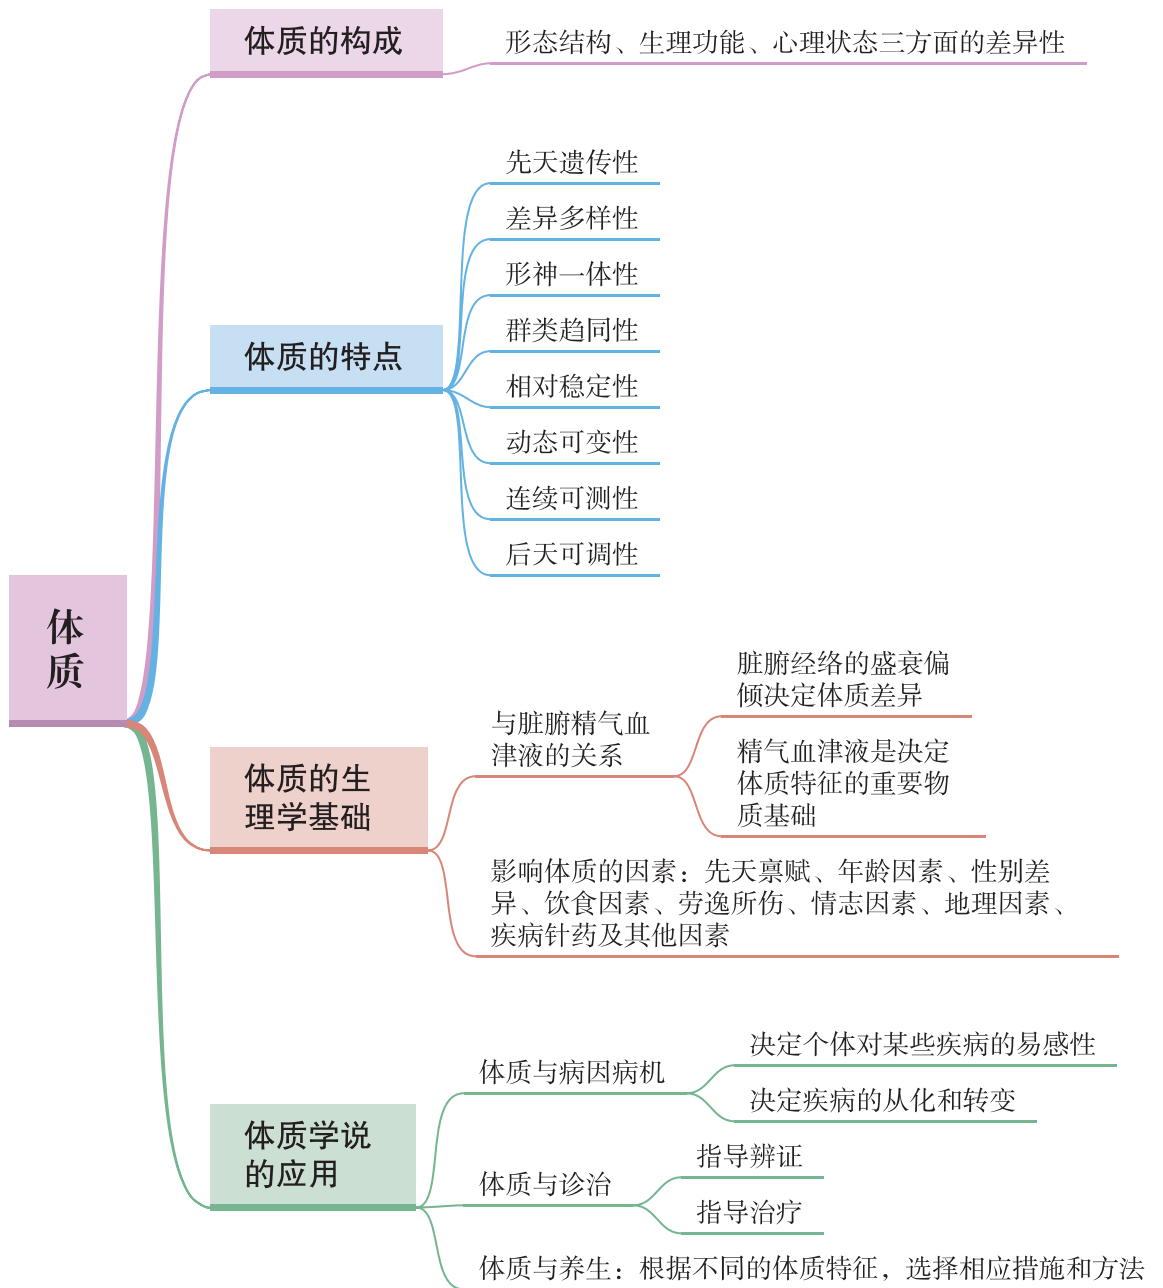 体质的构成
形态结构、生理功能、心理状态三方面的差异性
先天遗传性
差异多样性
形神一体性
体质的特点
群类趋同性
相对稳定性
动态可变性
连续可测性
后天可调性
体
质
体质的生
理学基础
与脏腑精气血
津液的关系
脏腑经络的盛衰偏
倾决定体质差异
精气血津液是决定
体质特征的重要物
质基础
影响体质的因素：先天禀赋、年龄因素、性别差
异、饮食因素、劳逸所伤、情志因素、地理因素、
疾病针药及其他因素
体质学说
的应用
体质与病因病机
决定个体对某些疾病的易感性
决定疾病的从化和转变
体质与诊治
指导辨证
指导治疗
体质与养生：根据不同的体质特征，选择相应措施和方法